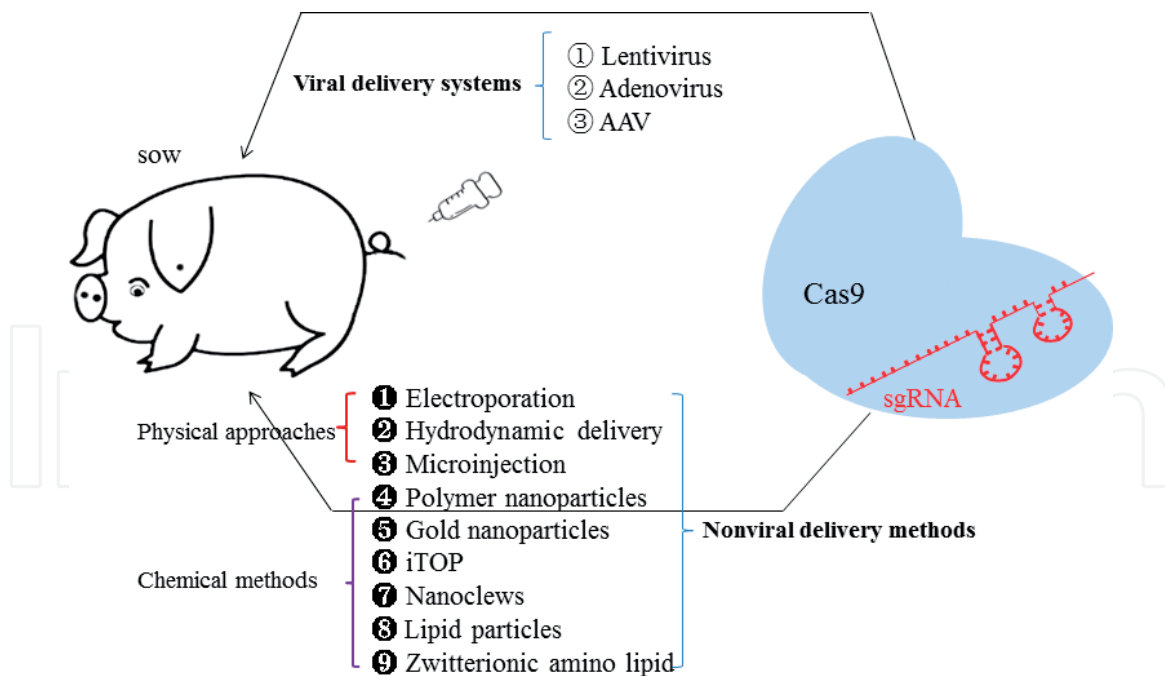 ① Lentivirus
Viral delivery systems
② Adenovirus
③ AAV
sow
Cas9
sgRNA
❶ Electroporation
Physical approaches
❷ Hydrodynamic delivery
❸ Microinjection
❹ Polymer nanoparticles
❺ Gold nanoparticles
Nonviral delivery methods
❻ iTOP
Chemical methods
❼ Nanoclews
❽ Lipid particles
❾ Zwitterionic amino lipid